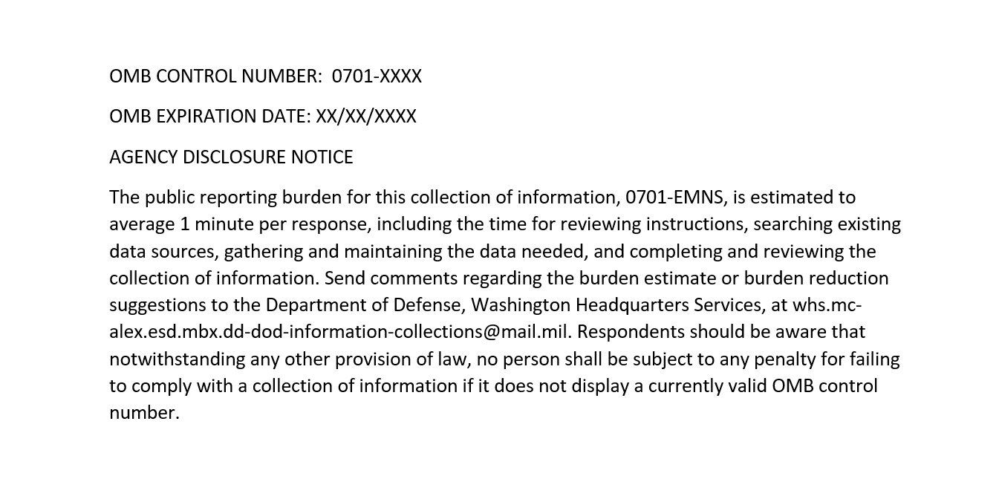 OMB CONTROL NUMBER:  0701-XXXX
OMB EXPIRATION DATE: XX/XX/XXXX
AGENCY DISCLOSURE NOTICE
The public reporting burden for this collection of information, 0701-EMNS, is estimated to
average 1 minute per response, including the time for reviewing instructions, searching existing
data sources, gathering and maintaining the data needed, and completing and reviewing the
collection of information. Send comments regarding the burden estimate or burden reduction
suggestions to the Department of Defense, Washington Headquarters Services, at whs.mc-
alex.esd.mbx.dd-dod-information-collections@mail.mil. Respondents should be aware that
notwithstanding any other provision of law, no person shall be subject to any penalty for failing
to comply with a collection of information if it does not display a currently valid OMB control
number.